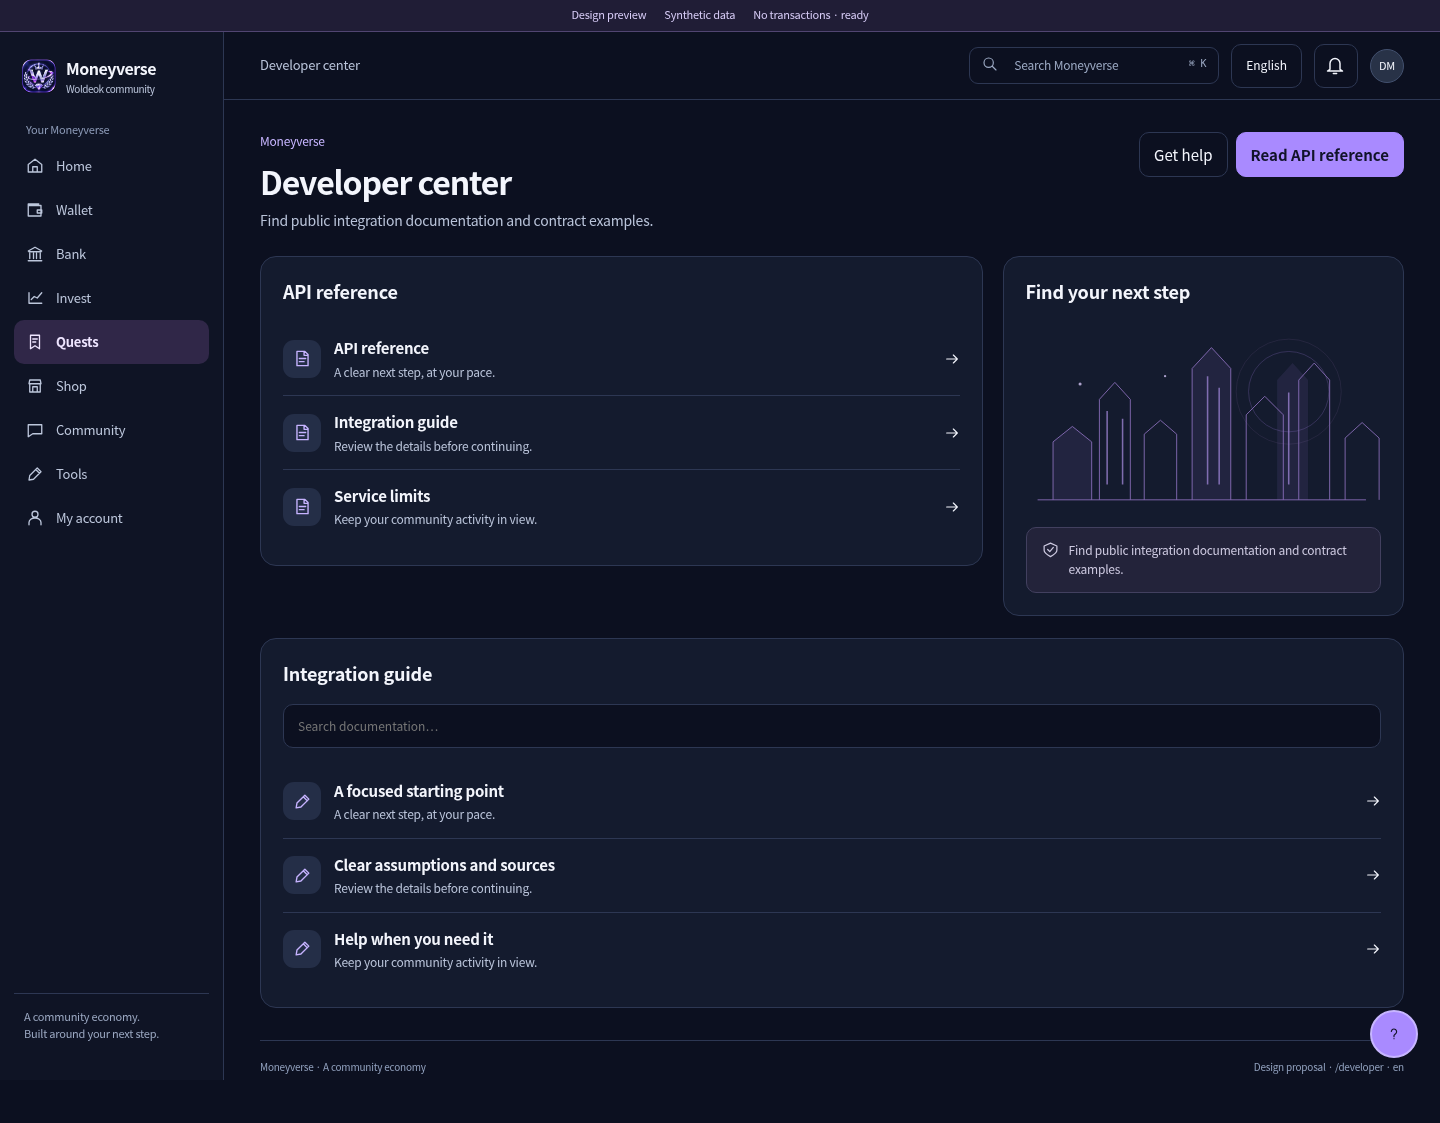 Design preview Synthetic data No transactions · ready
Moneyverse
Woldeok community
Your Moneyverse
Home
Wallet
Bank
Invest
Quests
Shop
Community
Tools
My account
A community economy.
Built around your next step.
Developer center
Search Moneyverse ⌘ K
English
DM
Moneyverse
Developer center
Find public integration documentation and contract examples.
Get help
Read API reference
API reference
API reference
A clear next step, at your pace.
Integration guide
Review the details before continuing.
Service limits
Keep your community activity in view.
Find your next step
Find public integration documentation and contract
examples.
Integration guide
Search documentation…
A focused starting point
A clear next step, at your pace.
Clear assumptions and sources
Review the details before continuing.
Help when you need it
Keep your community activity in view.
?
Moneyverse · A community economy
Design proposal · /developer · en